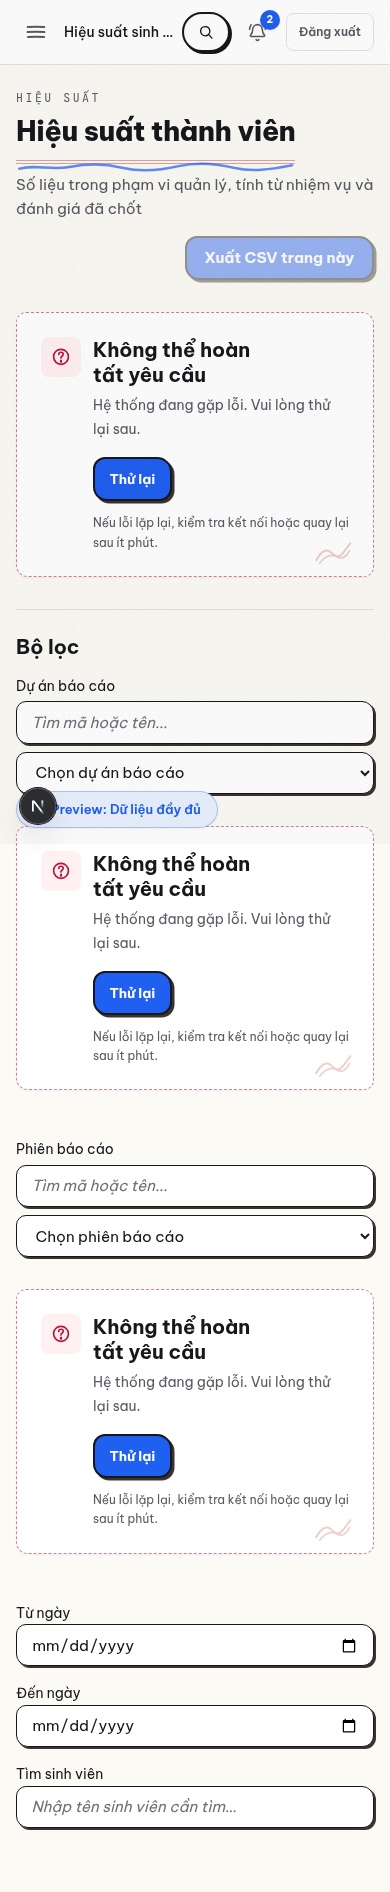 Hiệu suất sinh ...
2
Đăng xuất
HIỆU SUẤT
Hiệu suất thành viên
Số liệu trong phạm vi quản lý, tính từ nhiệm vụ và
đánh giá đã chốt
Xuất CSV trang này
Không thể hoàn
tất yêu cầu
Hệ thống đang gặp lỗi. Vui lòng thử
lại sau.
Thử lại
Nếu lỗi lặp lại, kiểm tra kết nối hoặc quay lại
sau ít phút.
Bộ lọc
Dự án báo cáo
Tìm mã hoặc tên...
Chọn dự án báo cáo
N
Preview: Dữ liệu đầy đủ
Không thể hoàn
tất yêu cầu
Hệ thống đang gặp lỗi. Vui lòng thử
lại sau.
Thử lại
Nếu lỗi lặp lại, kiểm tra kết nối hoặc quay lại
sau ít phút.
Phiên báo cáo
Tìm mã hoặc tên...
Chọn phiên báo cáo
Không thể hoàn
tất yêu cầu
Hệ thống đang gặp lỗi. Vui lòng thử
lại sau.
Thử lại
Nếu lỗi lặp lại, kiểm tra kết nối hoặc quay lại
sau ít phút.
Từ ngày
mm/dd/yyyy
Đến ngày
mm/dd/yyyy
Tìm sinh viên
Nhập tên sinh viên cần tìm...